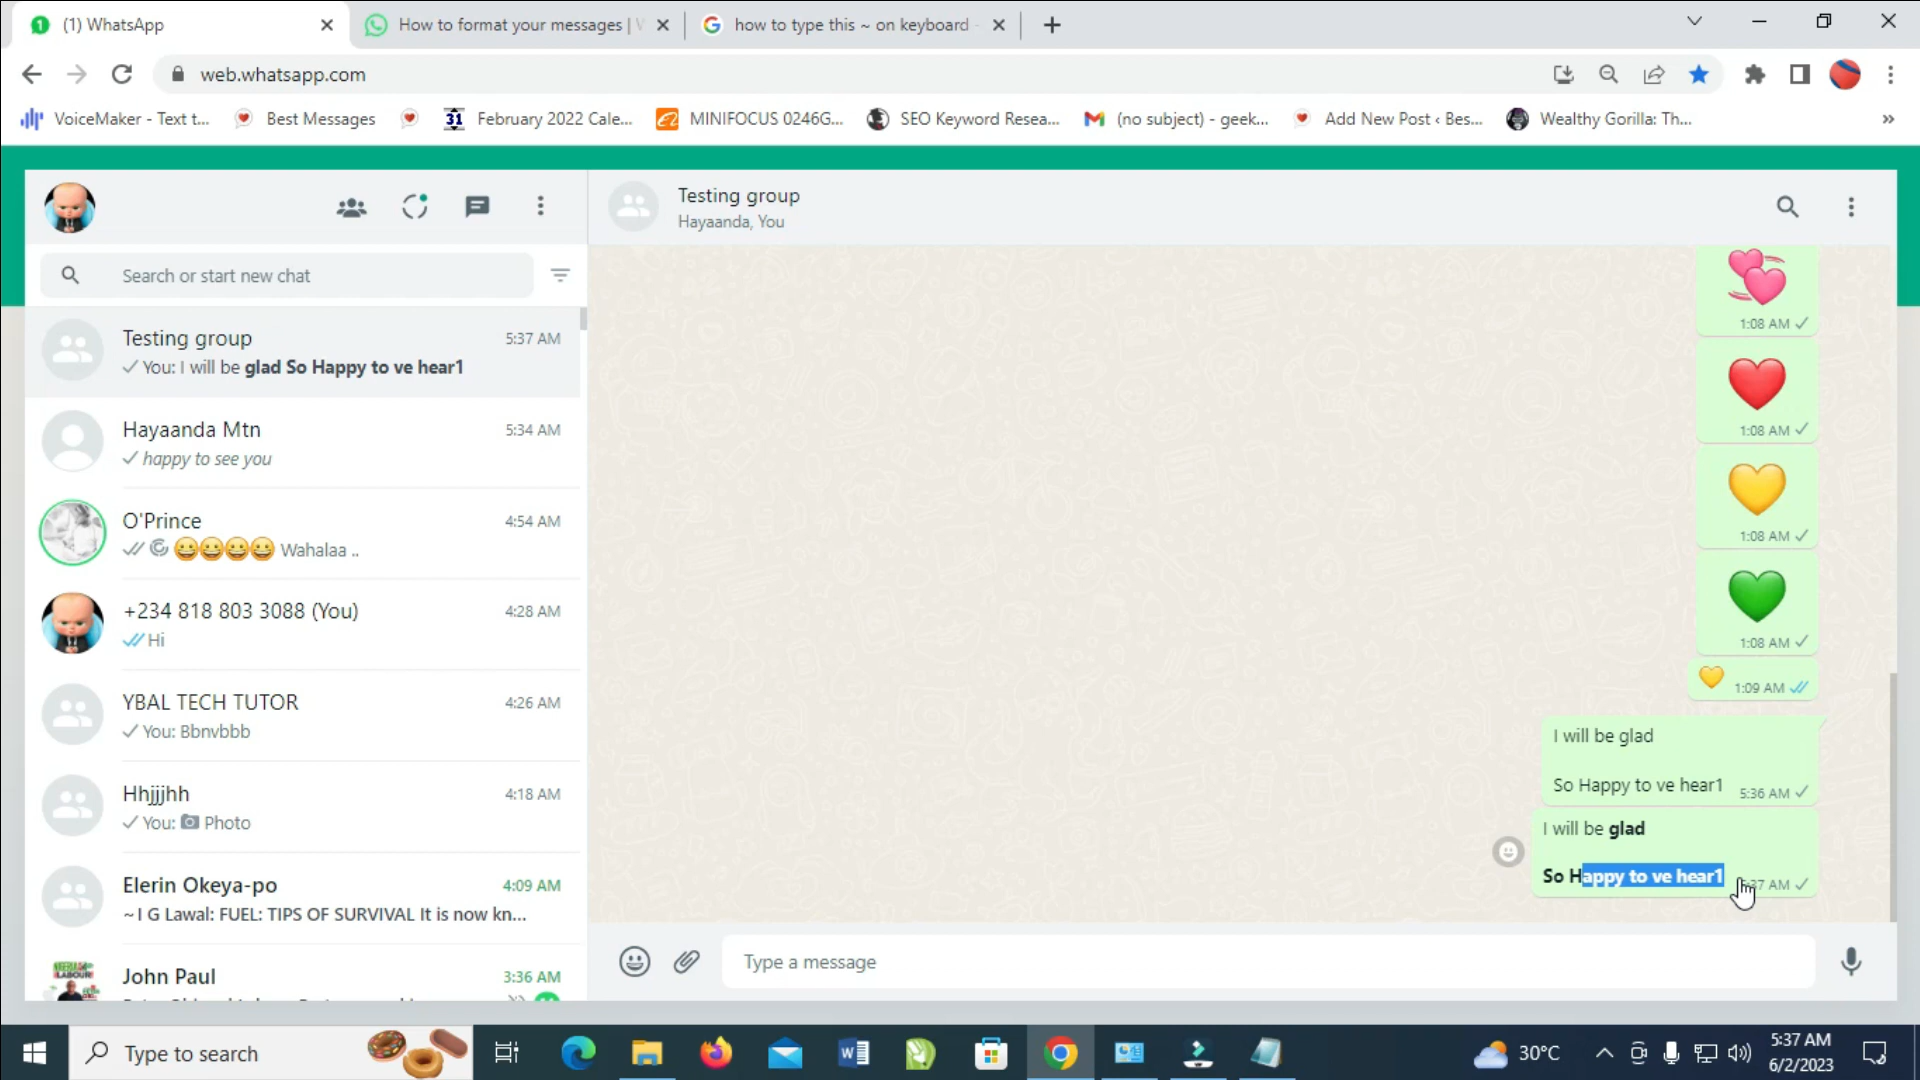 (1) WhatsApp
How to format your messages | W
how to type this ~ on keyboard -
web.whatsapp.com
VoiceMaker - Text t...
Best Messages
31
February 2022 Cale...
MINIFOCUS 0246G...
SEO Keyword Resea...
(no subject) - geek...
Add New Post ‹ Bes...
Wealthy Gorilla: Th...
Testing group
Hayaanda, You
Search or start new chat
Testing group 5:37 AM
You: I will be glad So Happy to ve hear1
Hayaanda Mtn 5:34 AM
happy to see you
O'Prince 4:54 AM
😀😀😀😀 Wahalaa ..
+234 818 803 3088 (You) 4:28 AM
Hi
YBAL TECH TUTOR 4:26 AM
You: Bbnvbbb
Hhjjjhh 4:18 AM
You: Photo
Elerin Okeya-po 4:09 AM
~ I G Lawal: FUEL: TIPS OF SURVIVAL It is now kn...
John Paul 3:36 AM
1:08 AM
1:08 AM
1:08 AM
1:08 AM
1:09 AM
I will be glad
So Happy to ve hear1 5:36 AM
I will be glad
So Happy to ve hear1 37 AM
Type a message
Type to search
30°C
5:37 AM
6/2/2023